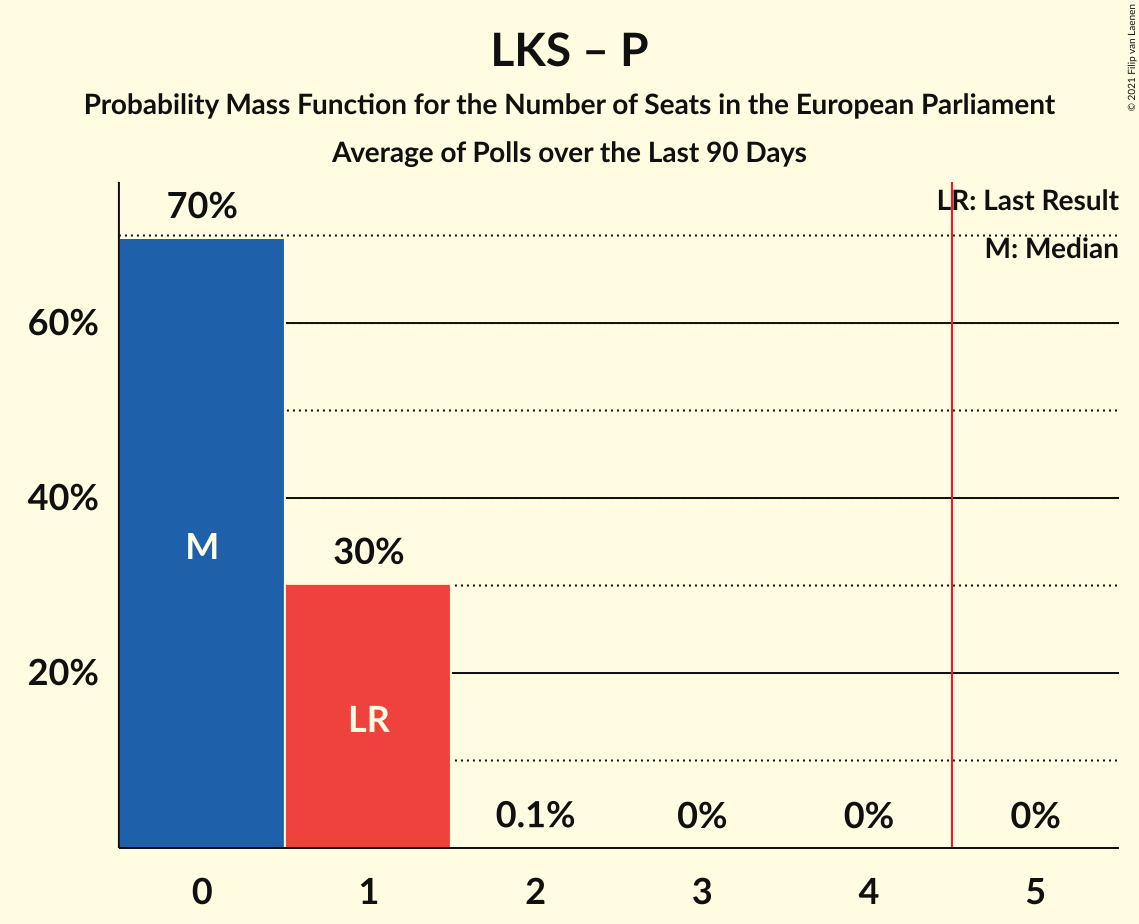 LKS – P
Probability Mass Function for the Number of Seats in the European Parliament
Average of Polls over the Last 90 Days
© 2021 Filip van Laenen
LR: Last Result
M: Median
70%
60%
40%
20%
M
30%
LR
0.1%
0%
0%
0%
0
1
2
3
4
5